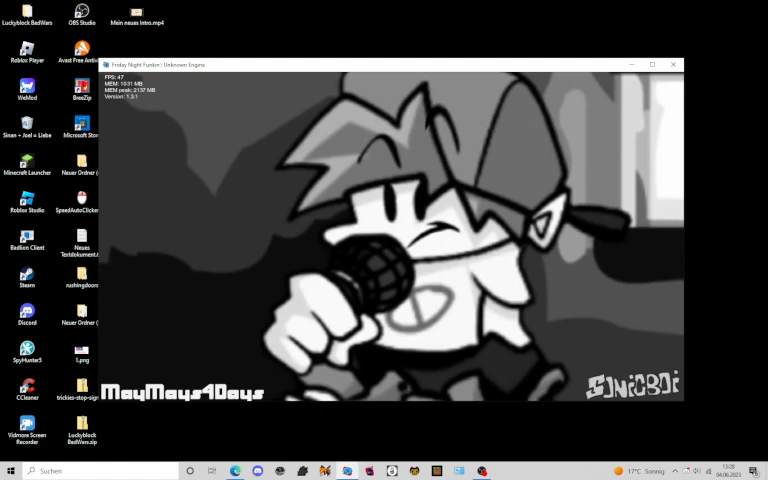 Luckyblock BedWars
OBS Studio
Mein neues Intro.mp4
Roblox Player
Avast Free Antivi
WeMod
BreeZip
Sinan + Joel = Liebe
Microsoft Store
Minecraft Launcher
Neuer Ordner (
Roblox Studio
SpeedAutoClicker
Badlion Client
Neues
Textdokument.t
Steam
rushingdoors
Discord
Neuer Ordner (
SpyHunter5
1.png
CCleaner
trickies-stop-sign
Vidmore Screen
Recorder
Luckyblock
BedWars.zip
Friday Night Funkin': Unknown Engine
FPS: 47
MEM: 1031 MB
MEM peak: 2137 MB
Version: 1.3.1
MayMays4Days
SONiCBOi
Suchen
17°C Sonnig
13:28
04.06.2023